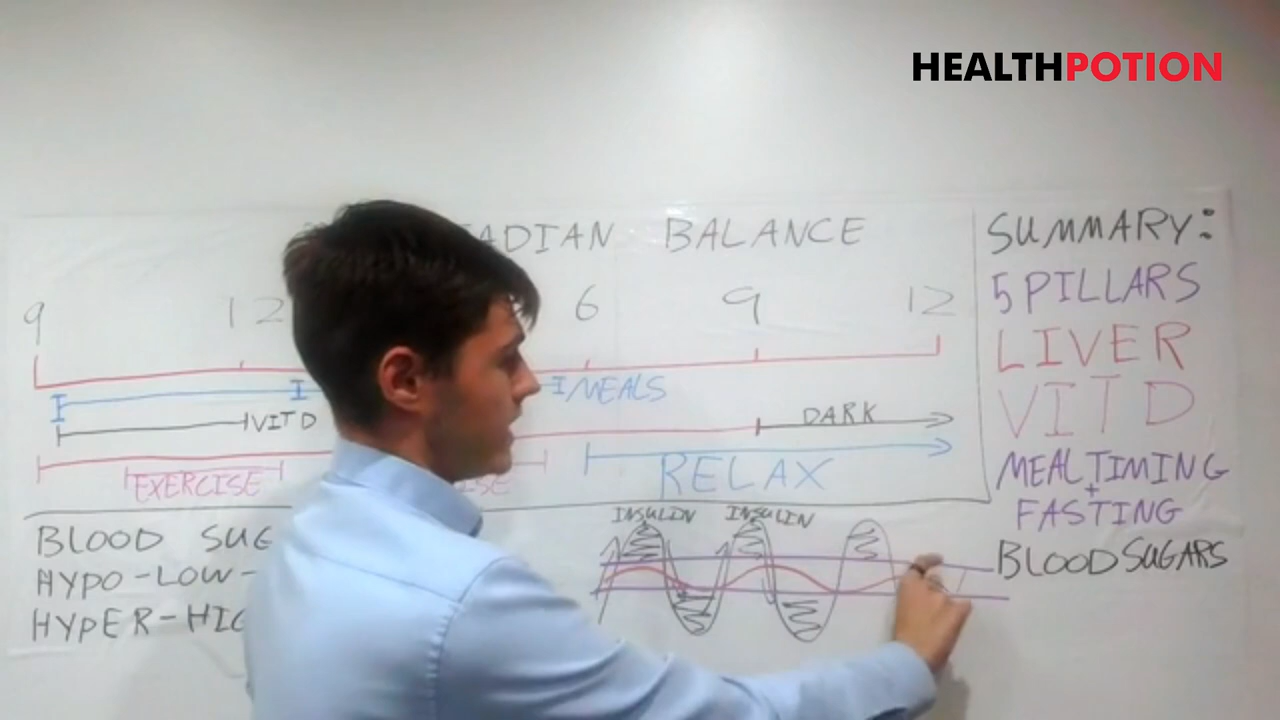 HEALTHPOTION
ADIAN BALANCE
SUMMARY:
5 PILLARS
LIVER
VIT D
MEAL TIMING
+
FASTING
BLOOD SUGARS
9 12 6 9 12
MEALS
VIT D
DARK
EXERCISE
ISE
RELAX
INSULIN INSULIN
BLOOD SUG
HYPO-LOW-
HYPER-HIG